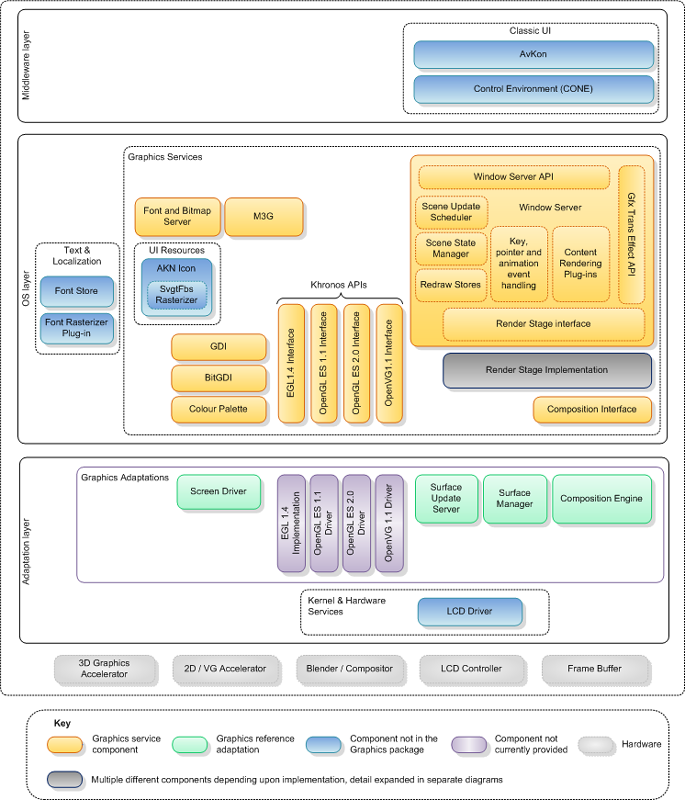 Middleware layer
Classic UI
AvKon
Control Environment (CONE)
OS layer
Graphics Services
Font and Bitmap
Server
M3G
Text &
Localization
Font Store
Font Rasterizer
Plug-in
UI Resources
AKN Icon
SvgtFbs
Rasterizer
GDI
BitGDI
Colour Palette
Khronos APIs
EGL1.4 Interface
OpenGL ES 1.1 Interface
OpenGL ES 2.0 Interface
OpenVG1.1 Interface
Window Server API
Scene Update
Scheduler
Window Server
Scene State
Manager
Redraw Stores
Key,
pointer and
animation
event
handling
Content
Rendering
Plug-ins
Gfx Trans Effect API
Render Stage interface
Render Stage Implementation
Composition Interface
Adaptation layer
Graphics Adaptations
Screen Driver
EGL 1.4
Implementation
OpenGL ES 1.1
Driver
OpenGL ES 2.0
Driver
OpenVG 1.1 Driver
Surface
Update
Server
Surface
Manager
Composition Engine
Kernel & Hardware
Services
LCD Driver
3D Graphics
Accelerator
2D / VG Accelerator
Blender / Compositor
LCD Controller
Frame Buffer
Key
Graphics service
component
Graphics reference
adaptation
Component not in the
Graphics package
Component not
currently provided
Hardware
Multiple different components depending upon implementation, detail expanded in separate diagrams